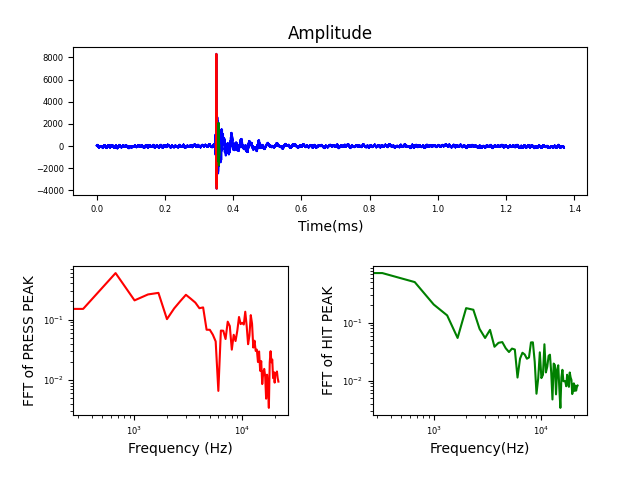 Amplitude
8000
6000
4000
2000
0
−2000
−4000
0.0 0.2 0.4 0.6 0.8 1.0 1.2 1.4
Time(ms)
FFT of PRESS PEAK
10⁻¹
10⁻²
10³ 10⁴
Frequency (Hz)
FFT of HIT PEAK
10⁻¹
10⁻²
10³ 10⁴
Frequency(Hz)